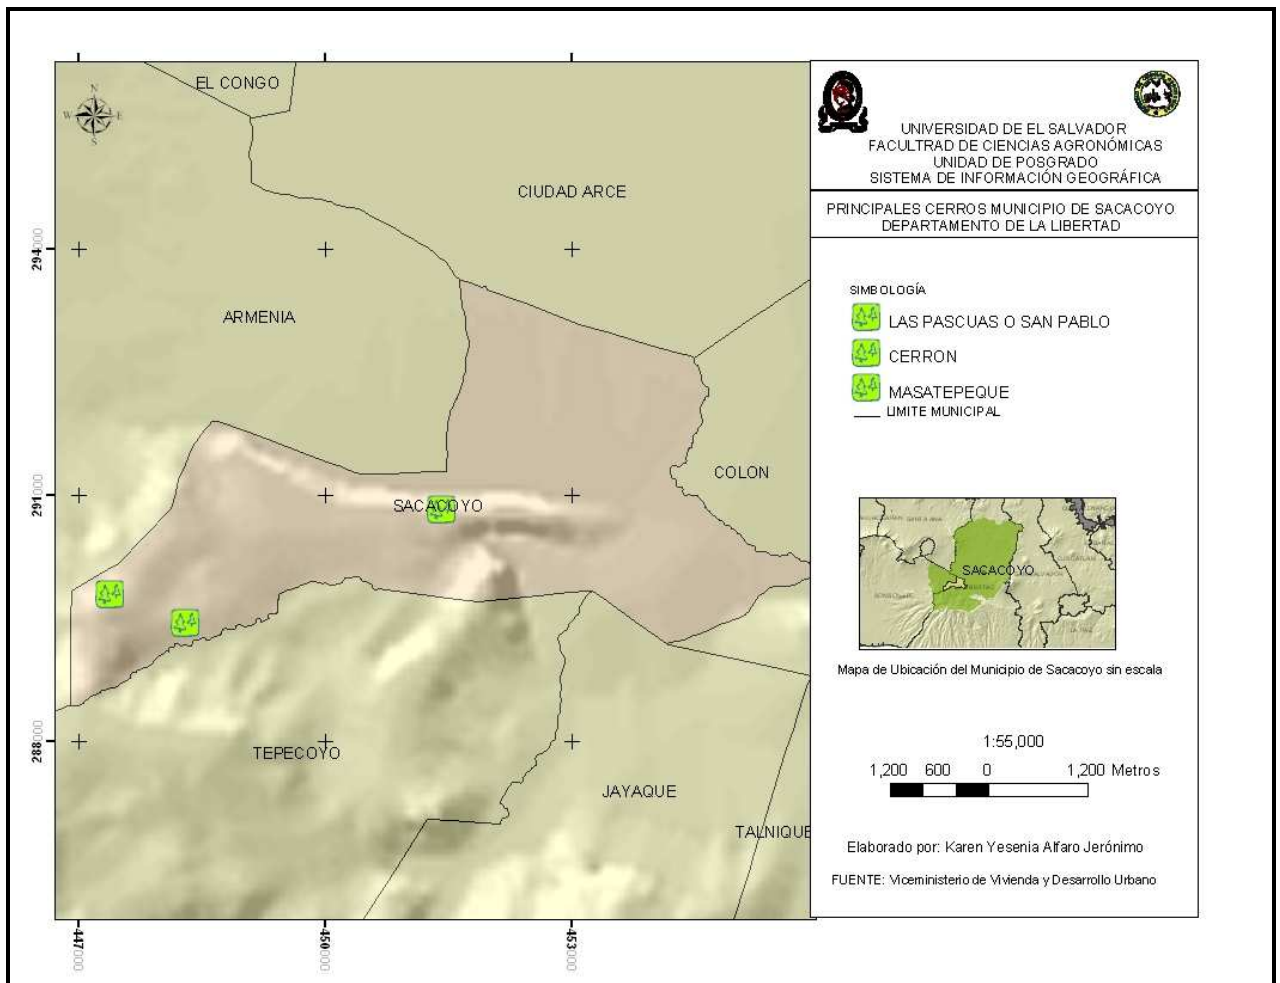 EL CONGO
N
W E
S
CIUDAD ARCE
ARMENIA
COLON
SACACOYO
TEPECOYO
JAYAQUE
TALNIQUE
294000
291000
288000
447000
450000
453000
UNIVERSIDAD DE EL SALVADOR
FACULTRAD DE CIENCIAS AGRONÓMICAS
UNIDAD DE POSGRADO
SISTEMA DE INFORMACIÓN GEOGRÁFICA
PRINCIPALES CERROS MUNICIPIO DE SACACOYO
DEPARTAMENTO DE LA LIBERTAD
SIMBOLOGÍA
LAS PASCUAS O SAN PABLO
CERRON
MASATEPEQUE
LIMITE MUNICIPAL
SACACOYO
LA PAZ
Mapa de Ubicación del Municipio de Sacacoyo sin escala
1:55,000
1,200 600 0 1,200 Metros
Elaborado por: Karen Yesenia Alfaro Jerónimo
FUENTE: Viceministerio de Vivienda y Desarrollo Urbano